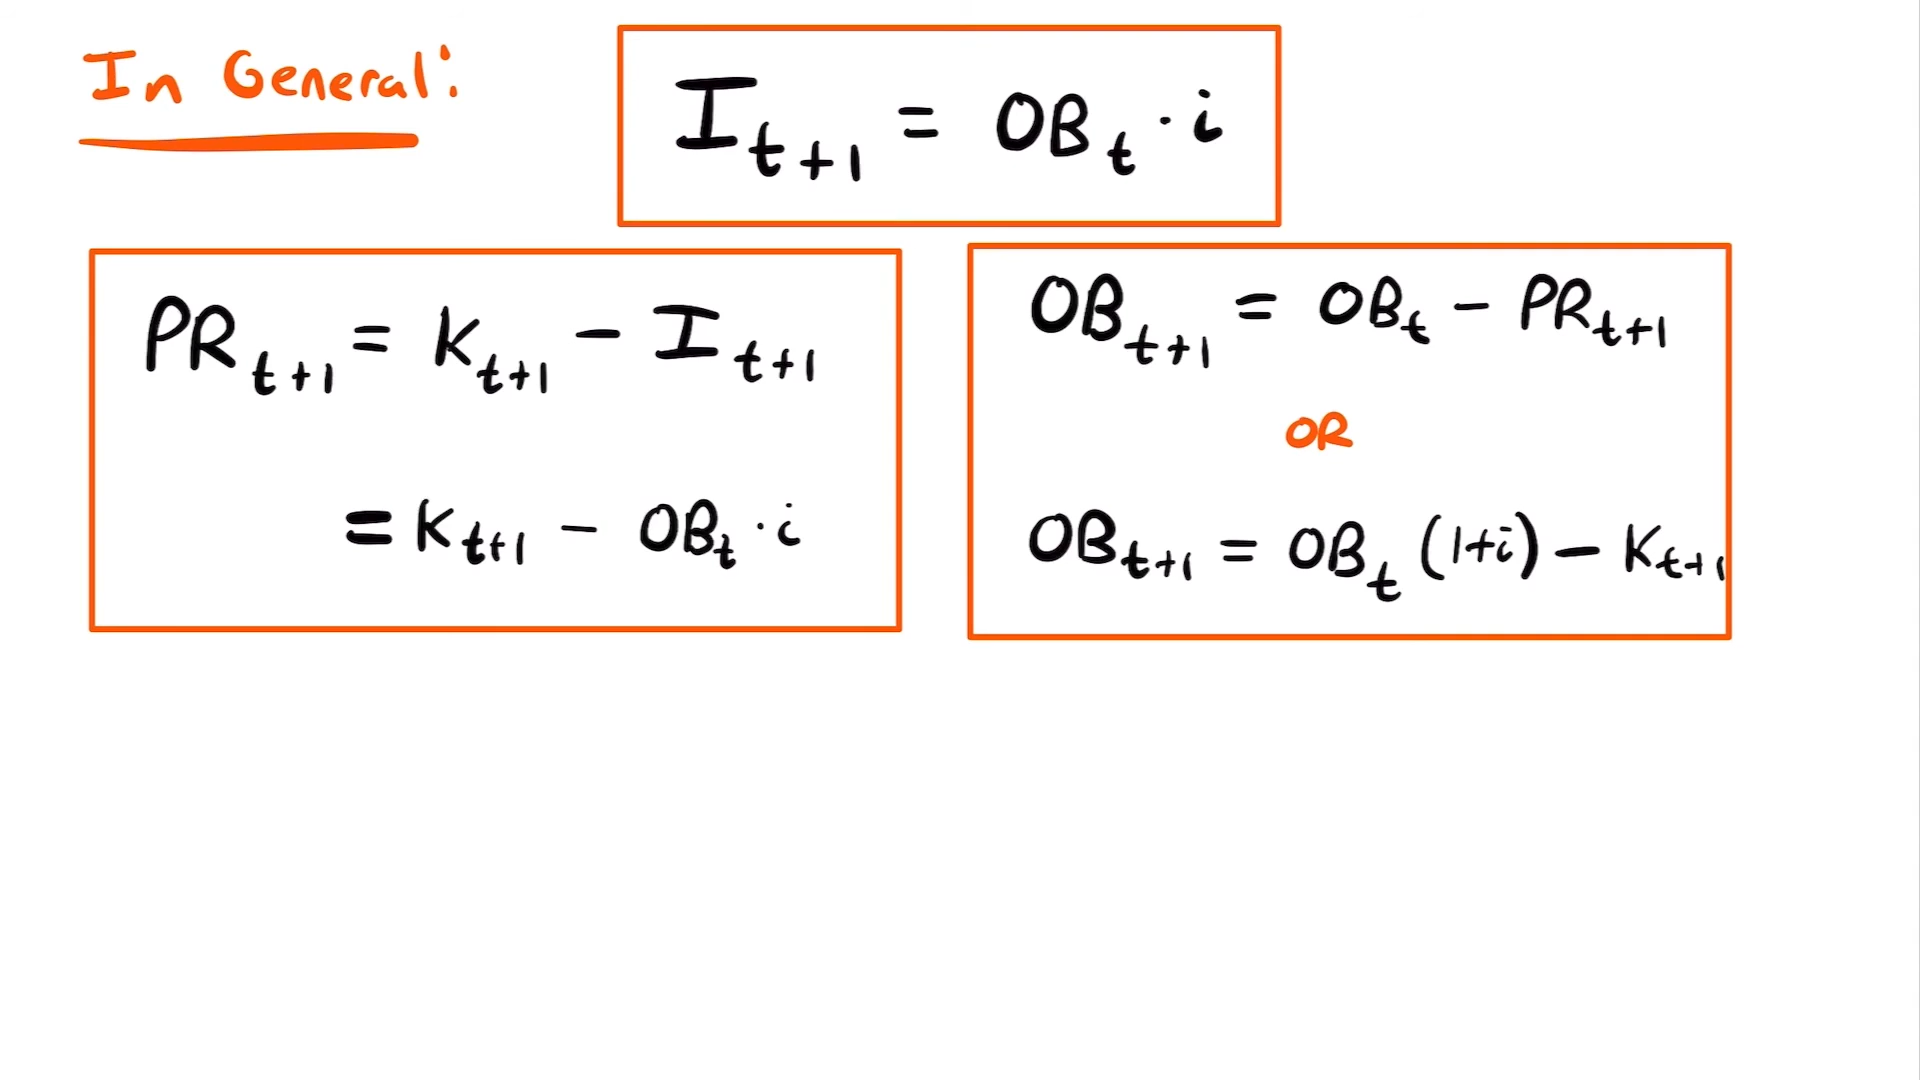 In General:
I_{t+1} = OB_t · i
PR_{t+1} = K_{t+1} − I_{t+1}
= K_{t+1} − OB_t · i
OB_{t+1} = OB_t − PR_{t+1}
OR
OB_{t+1} = OB_t (1+i) − K_{t+1}